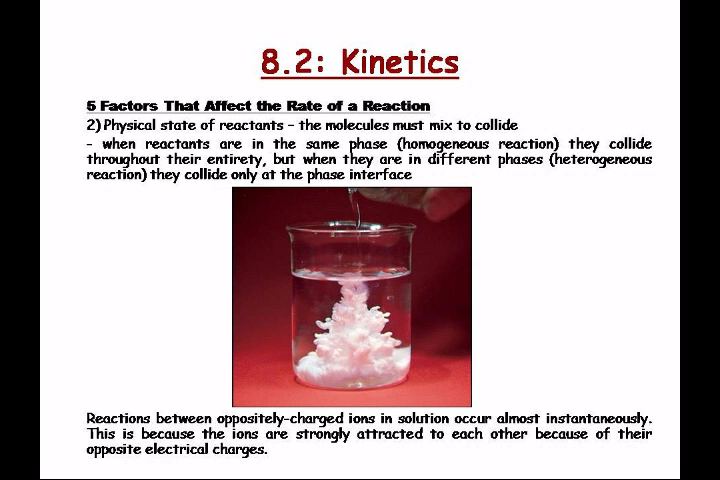 8.2: Kinetics
5 Factors That Affect the Rate of a Reaction
2) Physical state of reactants – the molecules must mix to collide
- when reactants are in the same phase (homogeneous reaction) they collide
throughout their entirety, but when they are in different phases (heterogeneous
reaction) they collide only at the phase interface
Reactions between oppositely-charged ions in solution occur almost instantaneously.
This is because the ions are strongly attracted to each other because of their
opposite electrical charges.